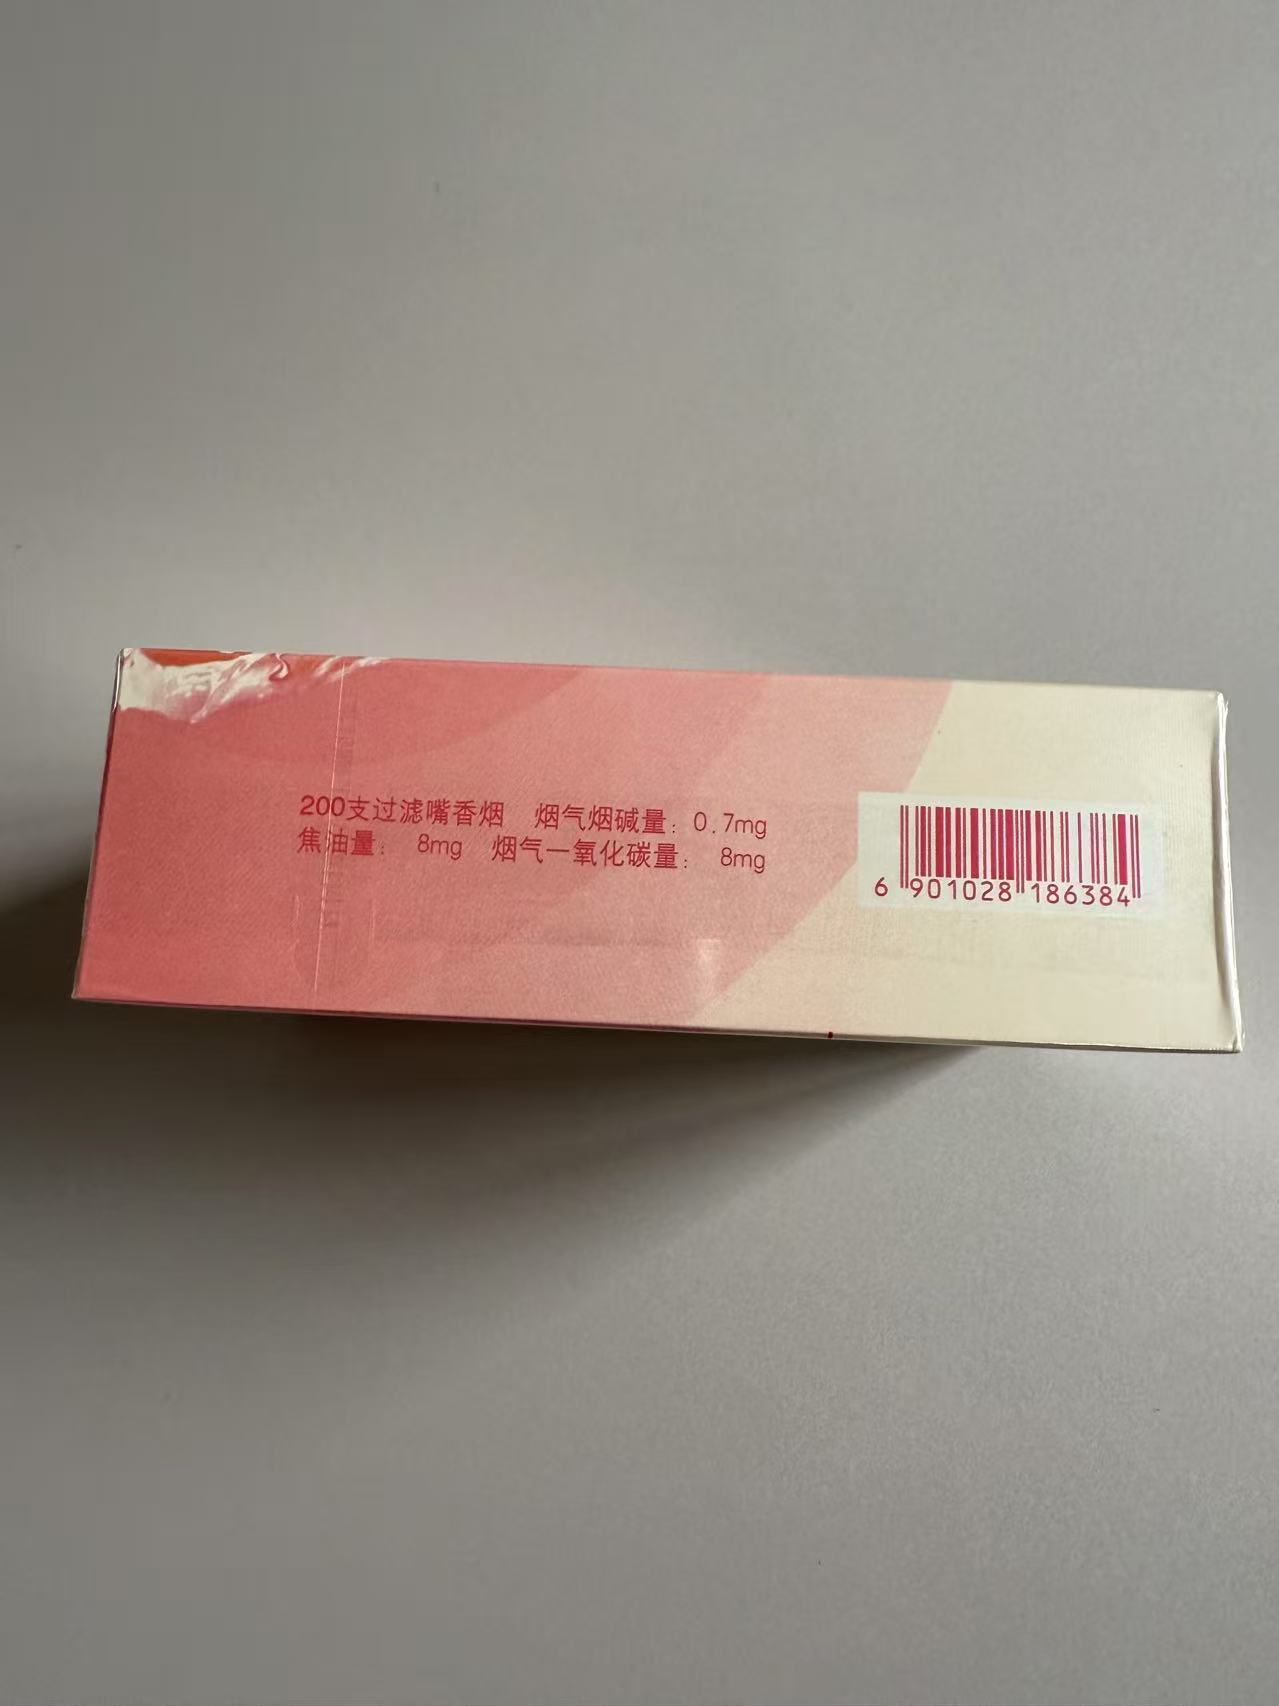 200支过滤嘴香烟 烟气烟碱量: 0.7mg
焦油量: 8mg 烟气一氧化碳量: 8mg
6 901028 186384